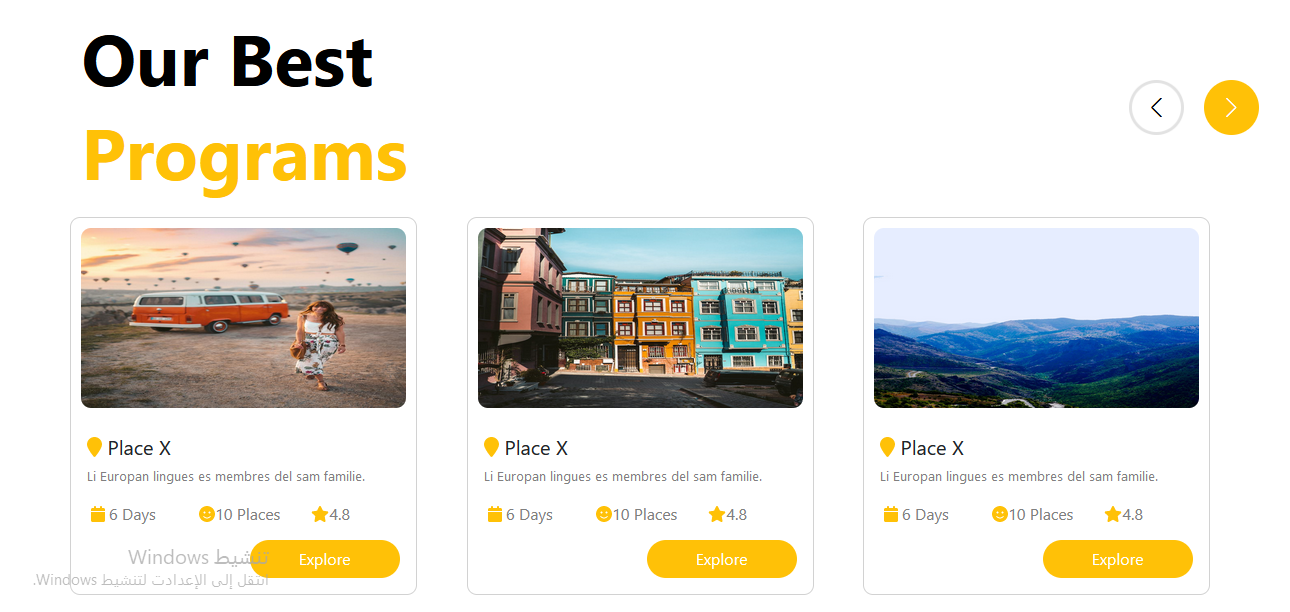 Our Best
Programs
Place X
Li Europan lingues es membres del sam familie.
6 Days
10 Places
4.8
Explore
Place X
Li Europan lingues es membres del sam familie.
6 Days
10 Places
4.8
Explore
Place X
Li Europan lingues es membres del sam familie.
6 Days
10 Places
4.8
Explore
تنشيط Windows
انتقل إلى الإعدادت لتنشيط Windows.